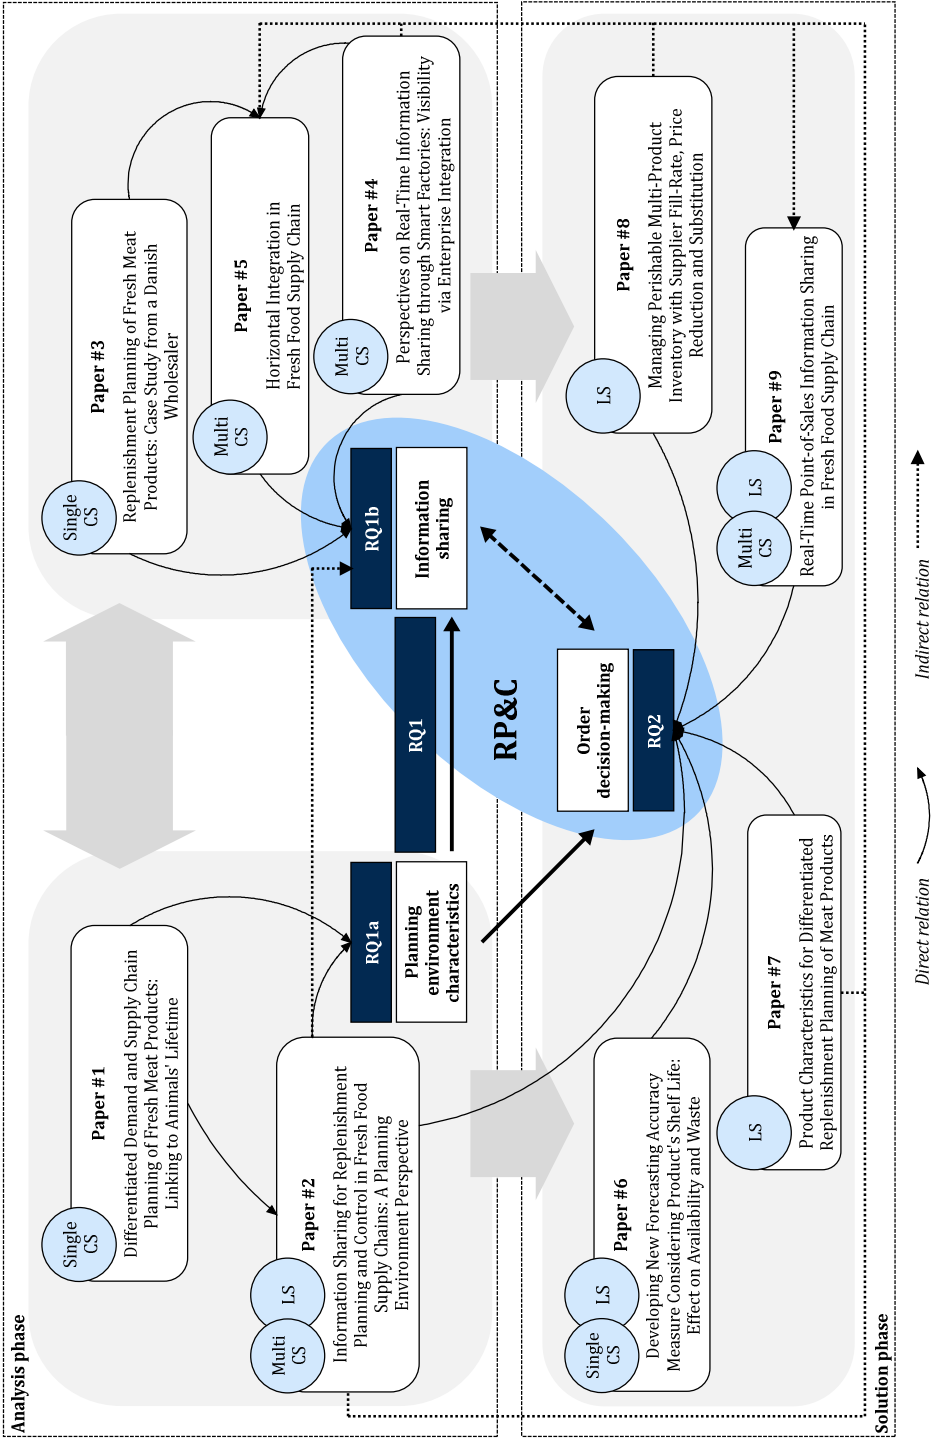 Analysis phase
Single
CS
Paper #1
Differentiated Demand and Supply Chain
Planning of Fresh Meat Products:
Linking to Animals' Lifetime
Multi
CS
LS
Paper #2
Information Sharing for Replenishment
Planning and Control in Fresh Food
Supply Chains: A Planning
Environment Perspective
Single
CS
Paper #3
Replenishment Planning of Fresh Meat
Products: Case Study from a Danish
Wholesaler
Multi
CS
Paper #5
Horizontal Integration in
Fresh Food Supply Chain
Multi
CS
Paper #4
Perspectives on Real-Time Information
Sharing through Smart Factories: Visibility
via Enterprise Integration
RQ1a
Planning
environment
characteristics
RQ1
RQ1b
Information
sharing
RP&C
Order
decision-making
RQ2
Single
CS
LS
Paper #6
Developing New Forecasting Accuracy
Measure Considering Product's Shelf Life:
Effect on Availability and Waste
LS
Paper #7
Product Characteristics for Differentiated
Replenishment Planning of Meat Products
LS
Paper #8
Managing Perishable Multi-Product
Inventory with Supplier Fill-Rate, Price
Reduction and Substitution
Multi
CS
LS
Paper #9
Real-Time Point-of-Sales Information Sharing
in Fresh Food Supply Chain
Solution phase
Direct relation
Indirect relation